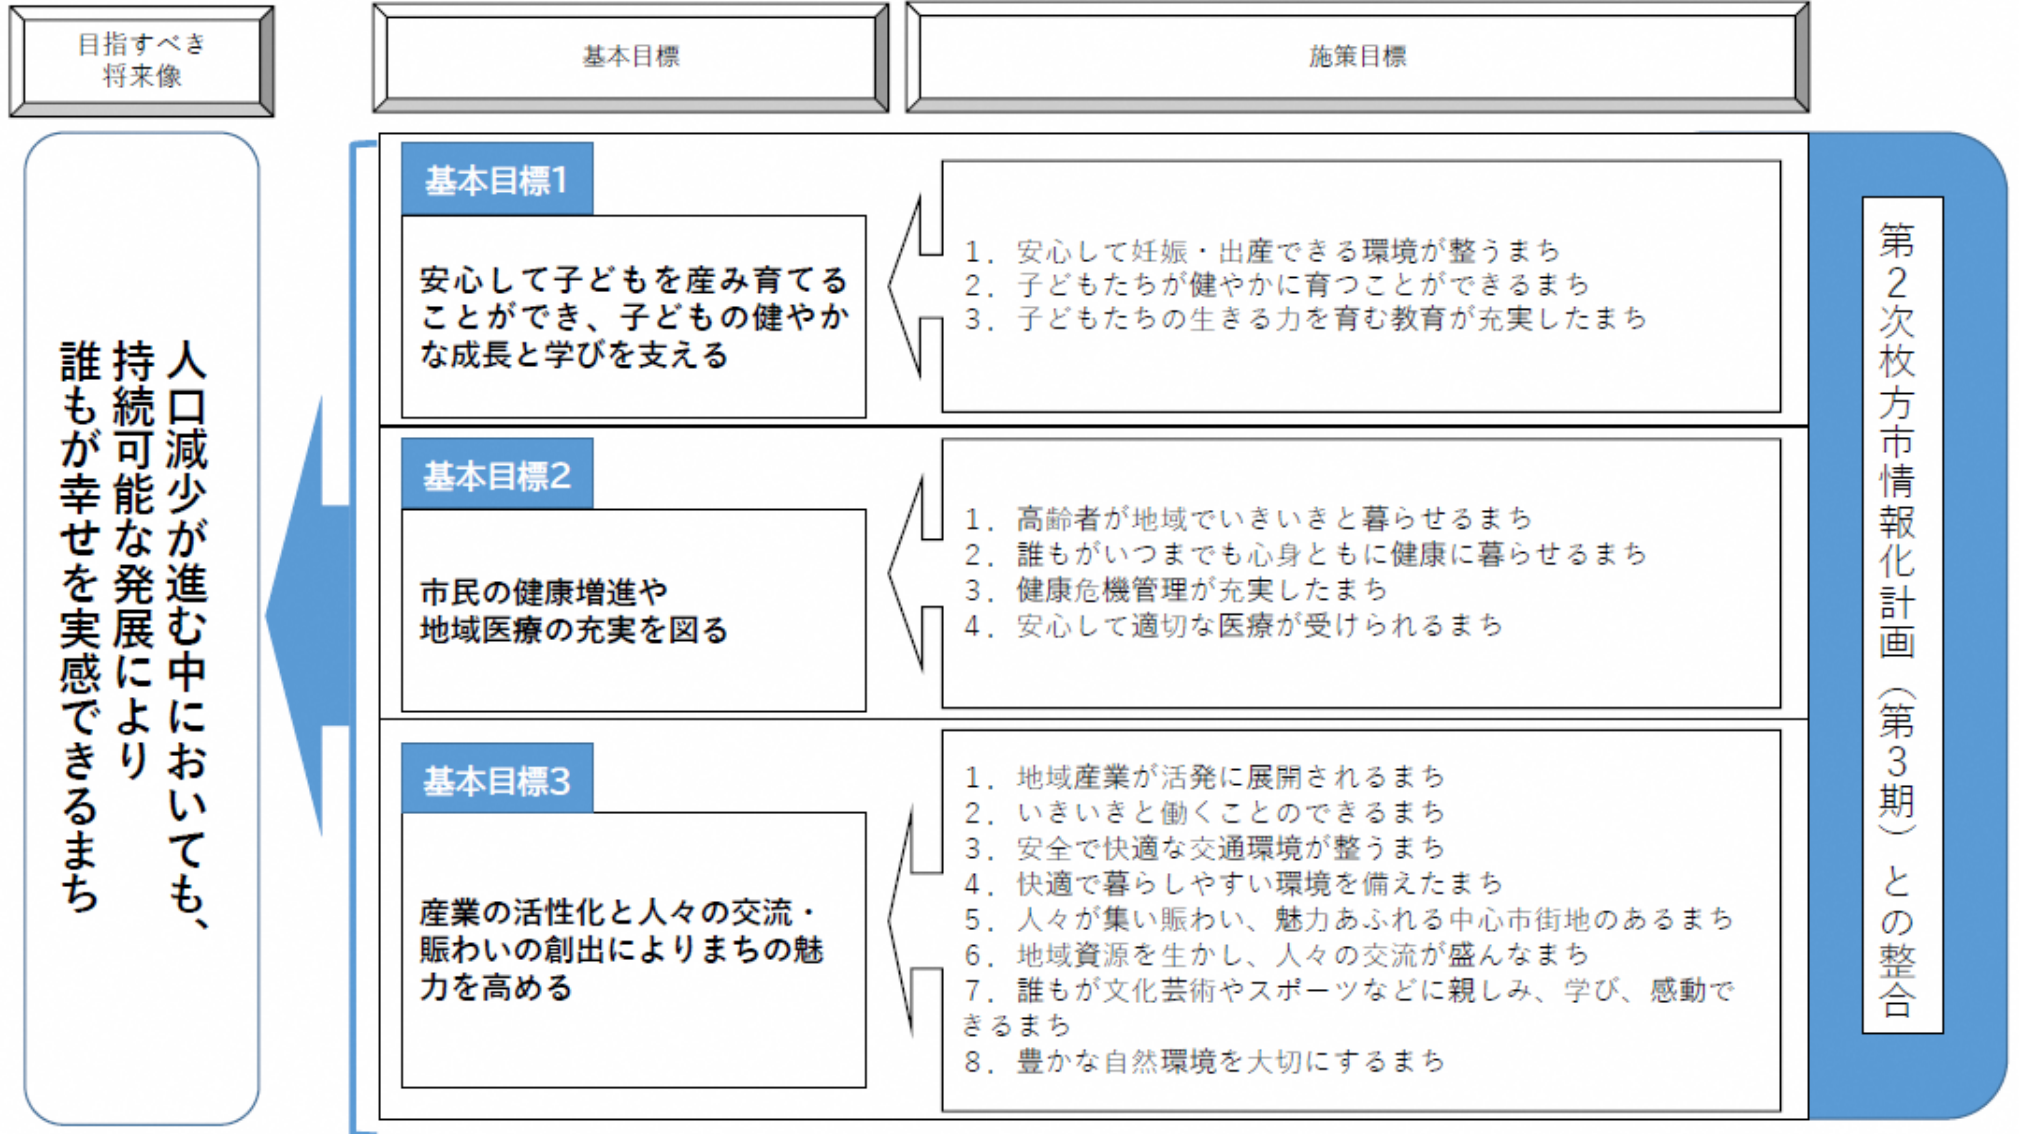 目指すべき
将来像
基本目標
施策目標
人口減少が進む中においても、
持続可能な発展により
誰もが幸せを実感できるまち
基本目標1
安心して子どもを産み育てる
ことができ、子どもの健やか
な成長と学びを支える
1．安心して妊娠・出産できる環境が整うまち
2．子どもたちが健やかに育つことができるまち
3．子どもたちの生きる力を育む教育が充実したまち
基本目標2
市民の健康増進や
地域医療の充実を図る
1．高齢者が地域でいきいきと暮らせるまち
2．誰もがいつまでも心身ともに健康に暮らせるまち
3．健康危機管理が充実したまち
4．安心して適切な医療が受けられるまち
基本目標3
産業の活性化と人々の交流・
賑わいの創出によりまちの魅
力を高める
1．地域産業が活発に展開されるまち
2．いきいきと働くことのできるまち
3．安全で快適な交通環境が整うまち
4．快適で暮らしやすい環境を備えたまち
5．人々が集い賑わい、魅力あふれる中心市街地のあるまち
6．地域資源を生かし、人々の交流が盛んなまち
7．誰もが文化芸術やスポーツなどに親しみ、学び、感動で
きるまち
8．豊かな自然環境を大切にするまち
第2次枚方市情報化計画（第3期）との整合